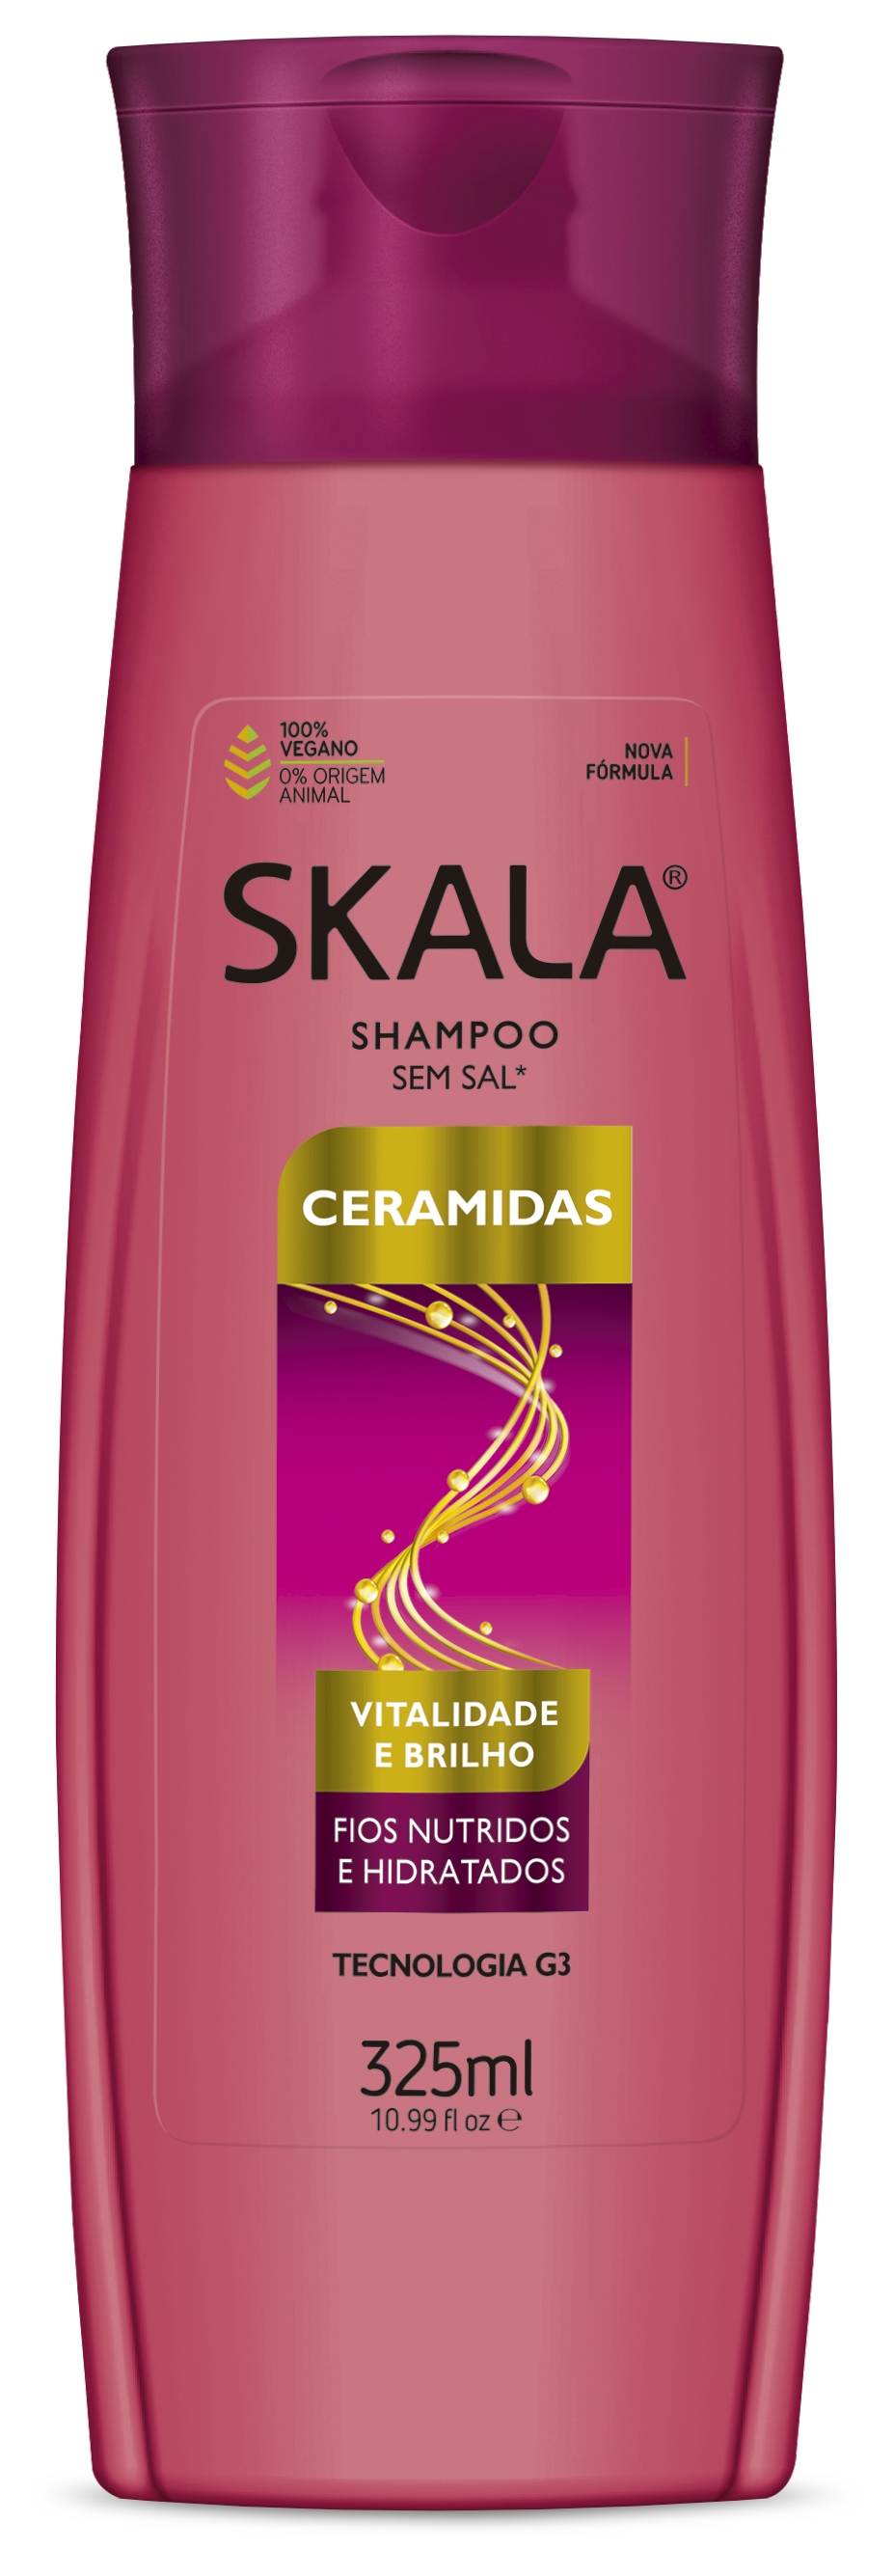 100%
VEGANO
0% ORIGEM
ANIMAL
NOVA
FÓRMULA
SKALA®
SHAMPOO
SEM SAL*
CERAMIDAS
VITALIDADE
E BRILHO
FIOS NUTRIDOS
E HIDRATADOS
TECNOLOGIA G3
325ml
10.99 fl oz ℮